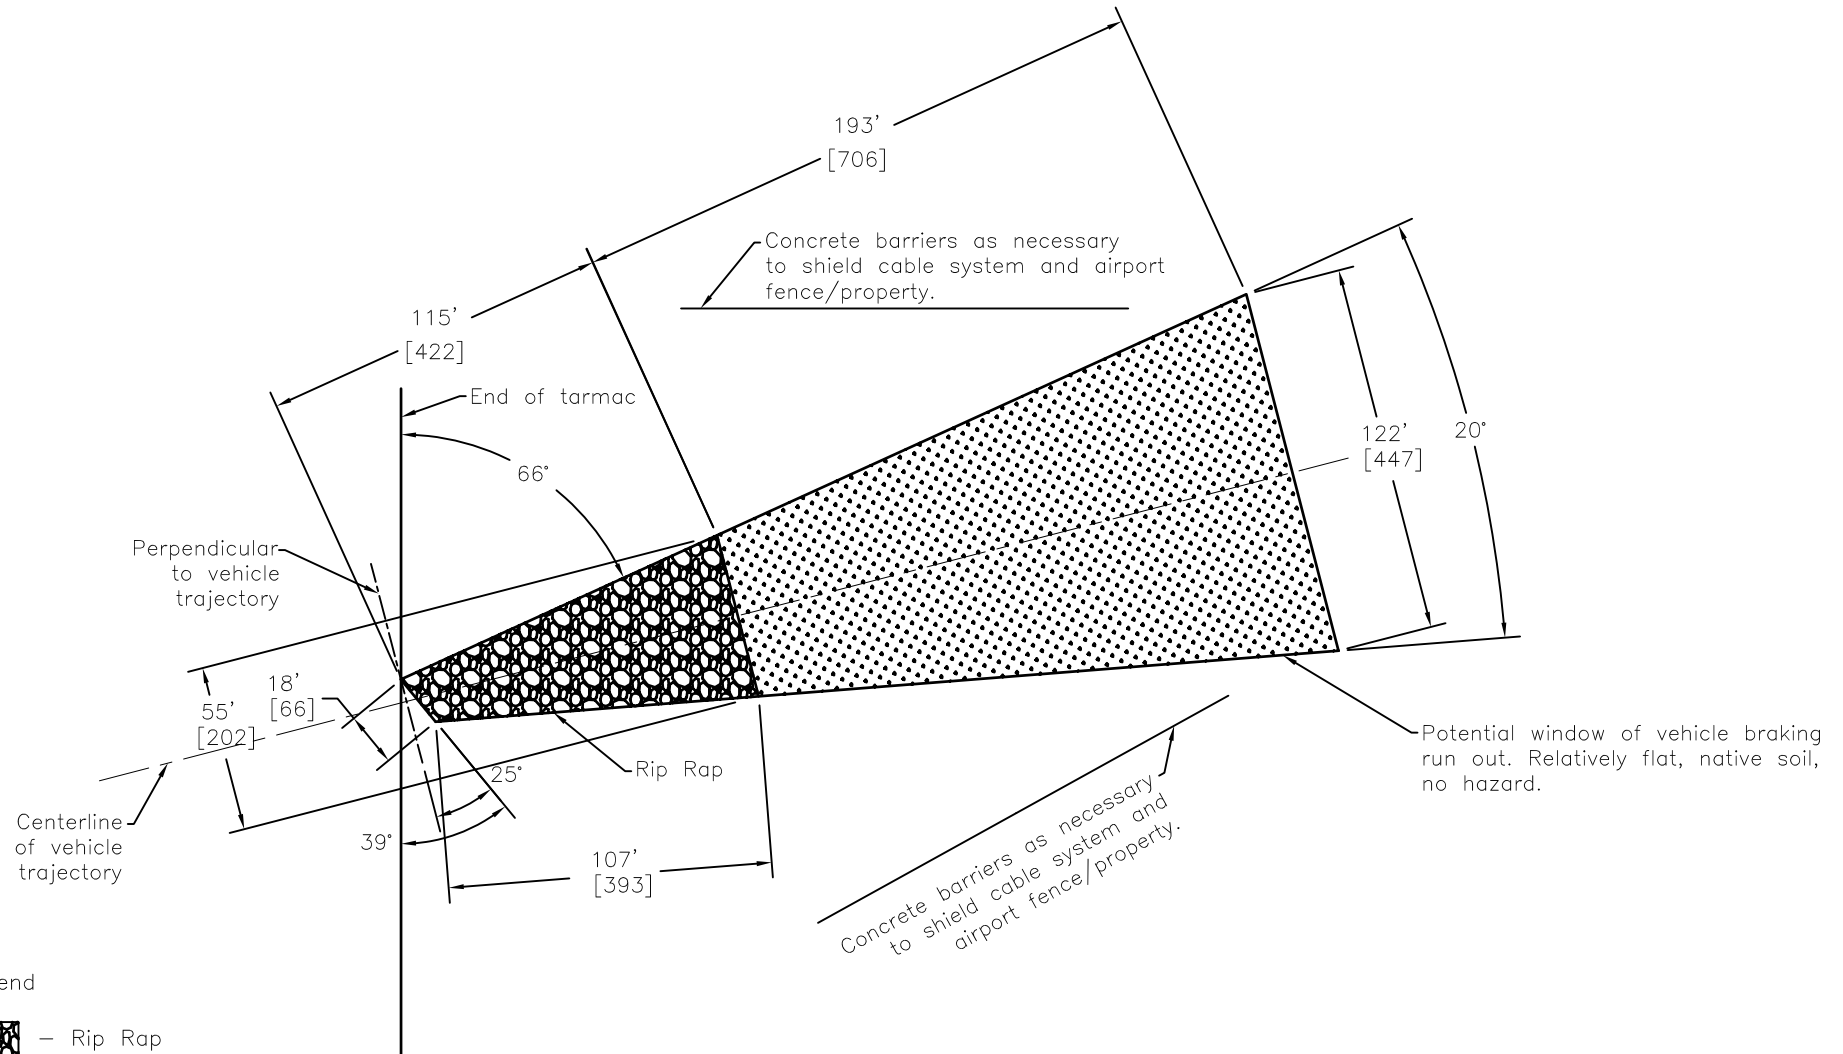 193'
[706]
Concrete barriers as necessary
to shield cable system and airport
fence/property.
115'
[422]
End of tarmac
66°
122'
[447]
20°
Perpendicular
to vehicle
trajectory
18'
[66]
55'
[202]
Rip Rap
25°
39°
Potential window of vehicle braking
run out. Relatively flat, native soil,
no hazard.
Centerline
of vehicle
trajectory
107'
[393]
Concrete barriers as necessary
to shield cable system and
airport fence/property.
end
– Rip Rap